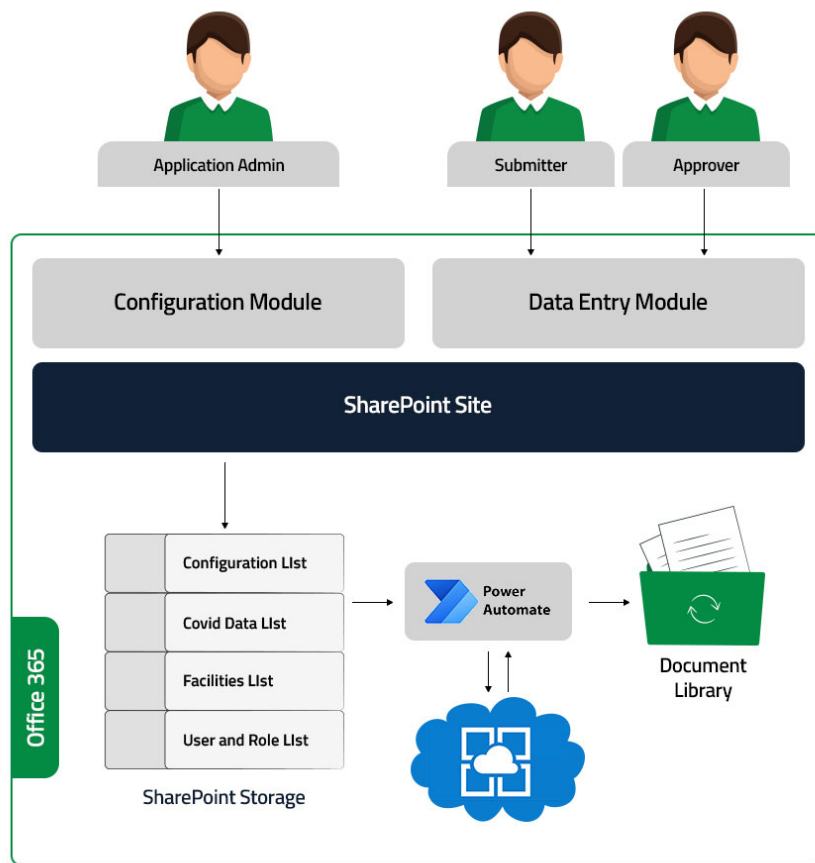 Application Admin
Submitter
Approver
Configuration Module
Data Entry Module
SharePoint Site
Configuration LIst
Covid Data LIst
Facilities LIst
User and Role LIst
SharePoint Storage
Power
Automate
Document
Library
Office 365